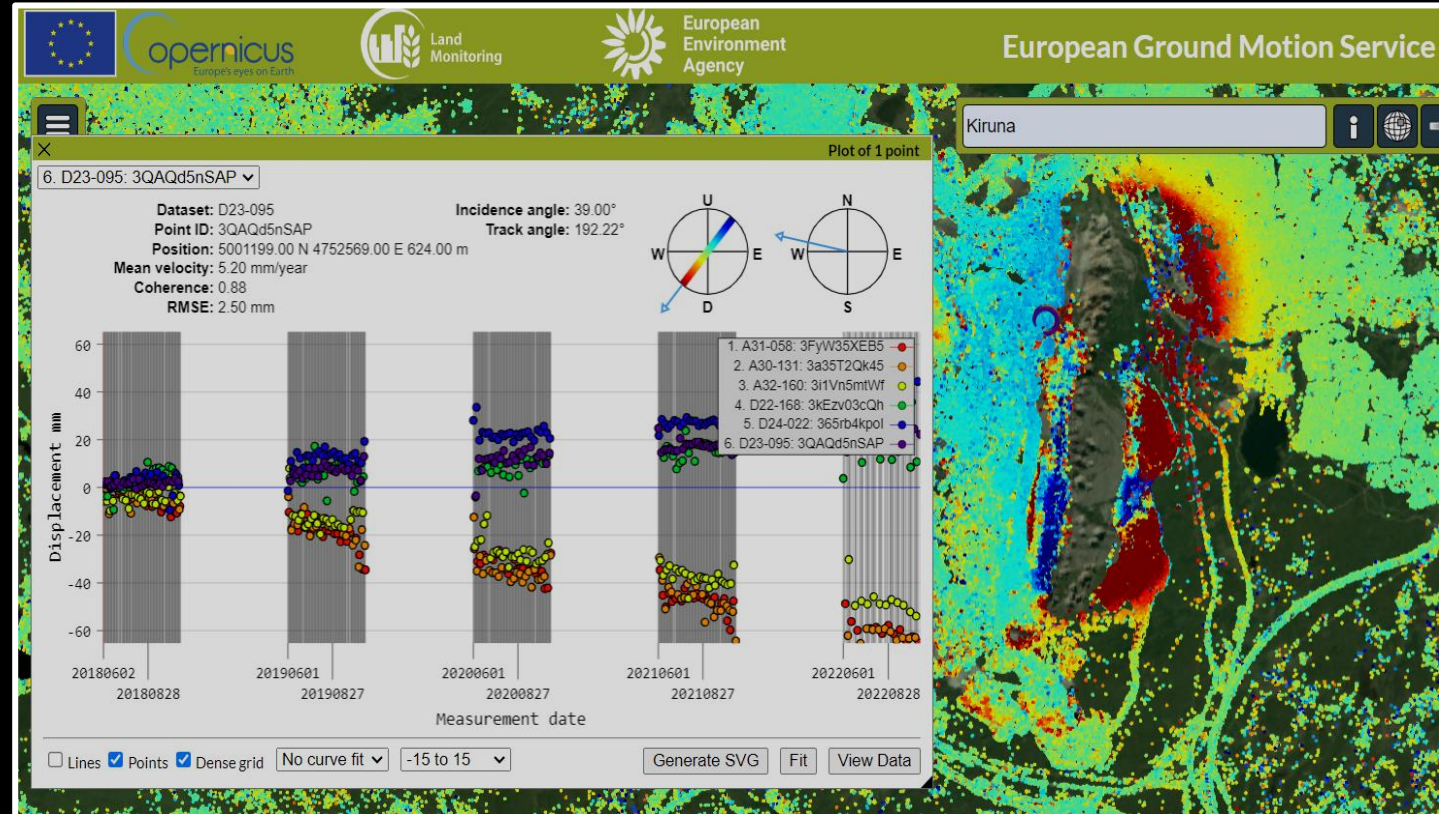 opernicus
Europe's eyes on Earth
Land
Monitoring
European
Environment
Agency
European Ground Motion Service
Kiruna
i
Plot of 1 point
6. D23-095: 3QAQd5nSAP
Dataset: D23-095
Point ID: 3QAQd5nSAP
Position: 5001199.00 N 4752569.00 E 624.00 m
Mean velocity: 5.20 mm/year
Coherence: 0.88
RMSE: 2.50 mm
Incidence angle: 39.00°
Track angle: 192.22°
U
W E
D
N
W E
S
1. A31-058: 3FyW35XEB5
2. A30-131: 3a35T2Qk45
3. A32-160: 3i1Vn5mtWf
4. D22-168: 3kEzv03cQh
5. D24-022: 365rb4kpol
6. D23-095: 3QAQd5nSAP
Displacement mm
60
40
20
0
-20
-40
-60
20180602 20190601 20200601 20210601 20220601
20180828 20190827 20200827 20210827 20220828
Measurement date
Lines Points Dense grid No curve fit -15 to 15 Generate SVG Fit View Data